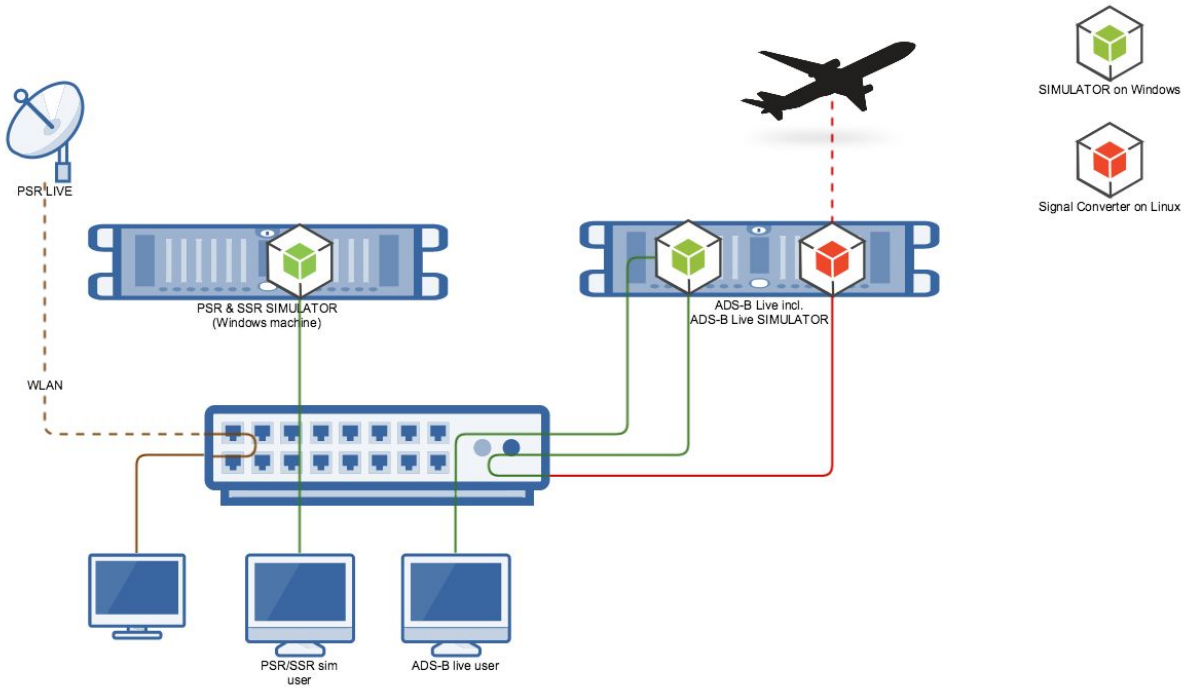 SIMULATOR on Windows
PSR LIVE
Signal Converter on Linux
PSR & SSR SIMULATOR
(Windows machine)
ADS-B Live incl.
ADS-B Live SIMULATOR
WLAN
PSR/SSR sim
user
ADS-B live user